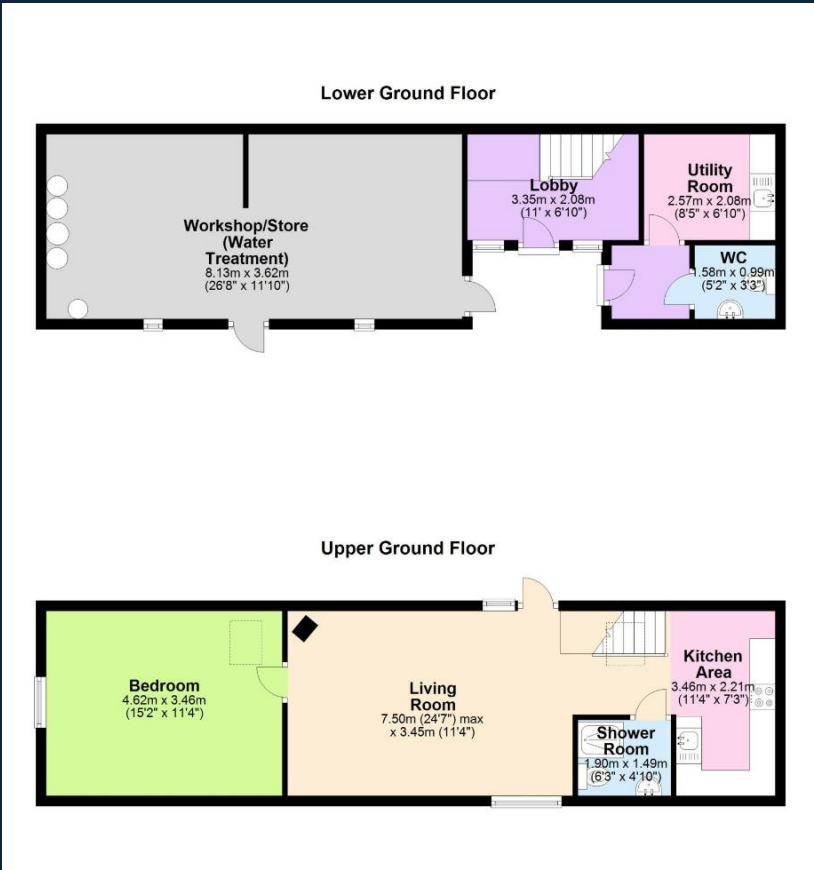 Lower Ground Floor
Workshop/Store
(Water
Treatment)
8.13m x 3.62m
(26'8" x 11'10")
Lobby
3.35m x 2.08m
(11' x 6'10")
Utility
Room
2.57m x 2.08m
(8'5" x 6'10")
WC
1.58m x 0.99m
(5'2" x 3'3")
Upper Ground Floor
Bedroom
4.62m x 3.46m
(15'2" x 11'4")
Living
Room
7.50m (24'7") max
x 3.45m (11'4")
Kitchen
Area
3.46m x 2.21m
(11'4" x 7'3")
Shower
Room
1.90m x 1.49m
(6'3" x 4'10")